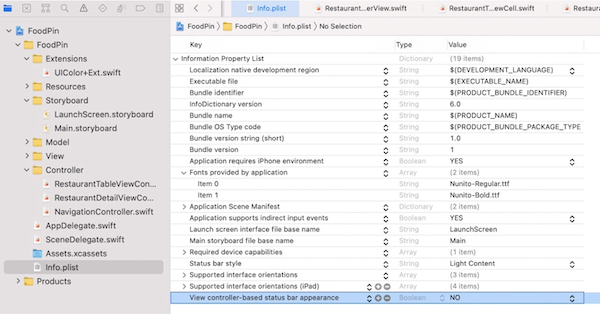 Info.plist
RestaurantT...erView.swift
RestaurantT...ewCell.swift
Restau
FoodPin
FoodPin
Extensions
UIColor+Ext.swift
Resources
Storyboard
LaunchScreen.storyboard
Main.storyboard
Model
View
Controller
RestaurantTableViewCo...
RestaurantDetailViewCo...
NavigationController.swift
AppDelegate.swift
SceneDelegate.swift
Assets.xcassets
Info.plist
Products
FoodPin > FoodPin > Info.plist > No Selection
Key Type Value
Information Property List Dictionary (19 items)
Localization native development region String $(DEVELOPMENT_LANGUAGE)
Executable file String $(EXECUTABLE_NAME)
Bundle identifier String $(PRODUCT_BUNDLE_IDENTIFIER)
InfoDictionary version String 6.0
Bundle name String $(PRODUCT_NAME)
Bundle OS Type code String $(PRODUCT_BUNDLE_PACKAGE_TYPE
Bundle version string (short) String 1.0
Bundle version String 1
Application requires iPhone environment Boolean YES
Fonts provided by application Array (2 items)
Item 0 String Nunito-Regular.ttf
Item 1 String Nunito-Bold.ttf
Application Scene Manifest Dictionary (2 items)
Application supports indirect input events Boolean YES
Launch screen interface file base name String LaunchScreen
Main storyboard file base name String Main
Required device capabilities Array (1 item)
Status bar style String Light Content
Supported interface orientations Array (3 items)
Supported interface orientations (iPad) Array (4 items)
View controller-based status bar appearance Boolean NO